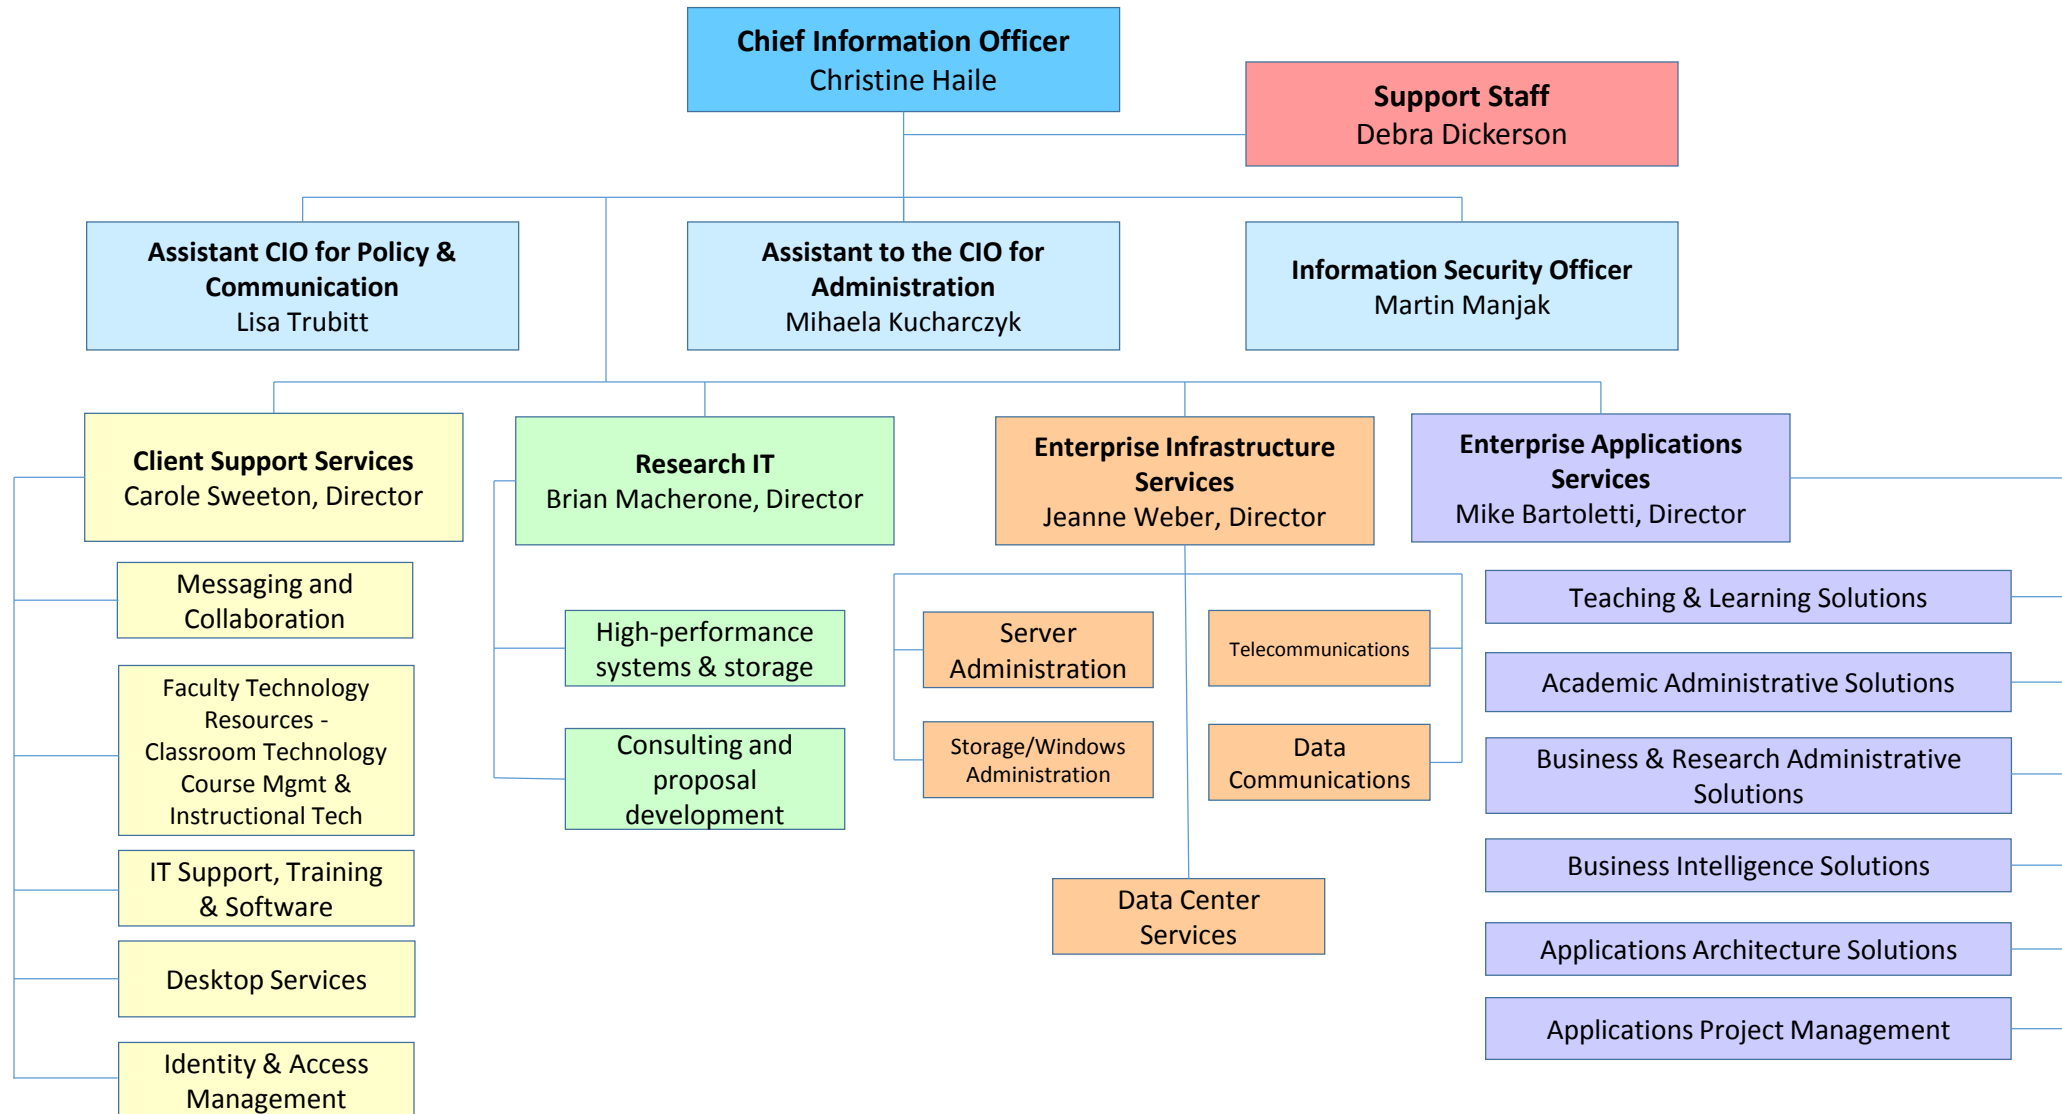 Chief Information Officer
Christine Haile
Support Staff
Debra Dickerson
Assistant CIO for Policy &
Communication
Lisa Trubitt
Assistant to the CIO for
Administration
Mihaela Kucharczyk
Information Security Officer
Martin Manjak
Client Support Services
Carole Sweeton, Director
Research IT
Brian Macherone, Director
Enterprise Infrastructure
Services
Jeanne Weber, Director
Enterprise Applications
Services
Mike Bartoletti, Director
Messaging and
Collaboration
Faculty Technology
Resources -
Classroom Technology
Course Mgmt &
Instructional Tech
IT Support, Training
& Software
Desktop Services
Identity & Access
Management
High-performance
systems & storage
Consulting and
proposal
development
Server
Administration
Storage/Windows
Administration
Telecommunications
Data
Communications
Data Center
Services
Teaching & Learning Solutions
Academic Administrative Solutions
Business & Research Administrative
Solutions
Business Intelligence Solutions
Applications Architecture Solutions
Applications Project Management